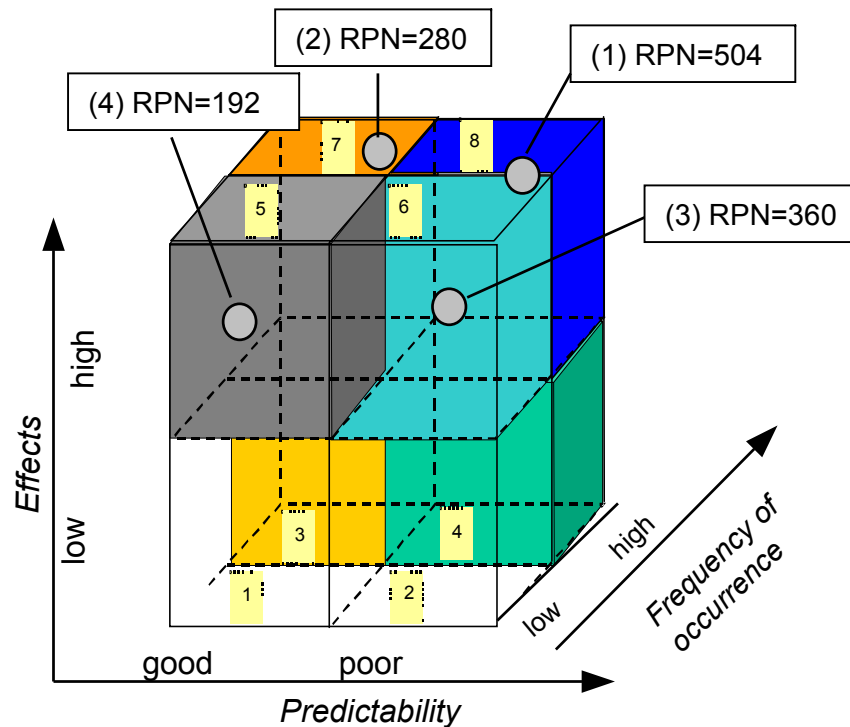 (2) RPN=280
(1) RPN=504
(4) RPN=192
7
8
5
6
(3) RPN=360
high
Effects
low
3
4
1
2
high
low
Frequency of
occurrence
good
poor
Predictability